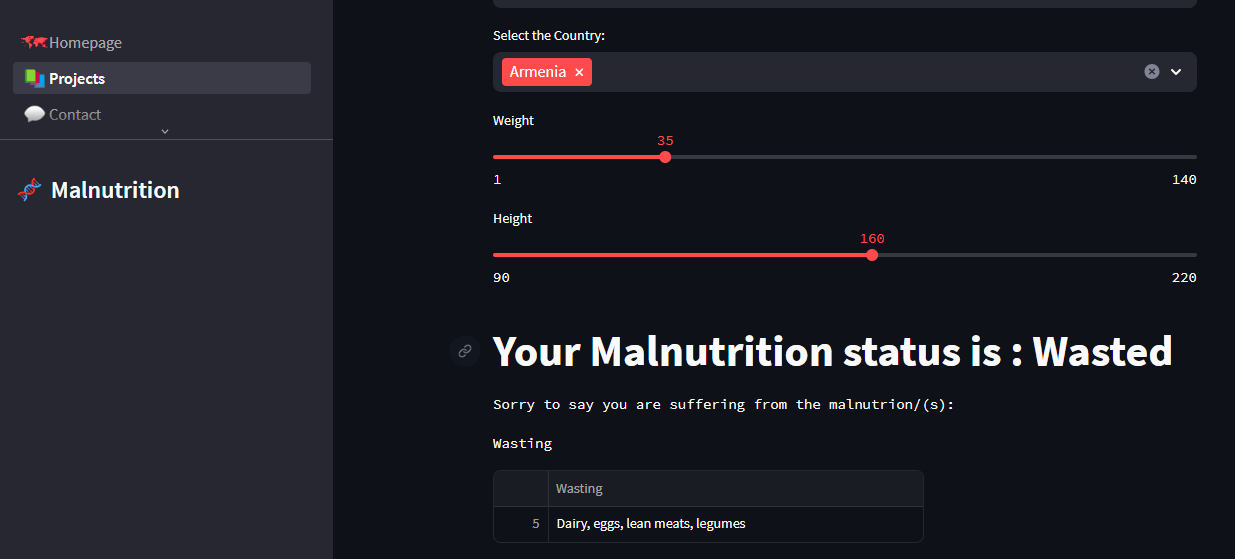 Homepage
Projects
Contact
Malnutrition
Select the Country:
Armenia
Weight
35
1 140
Height
160
90 220
Your Malnutrition status is : Wasted
Sorry to say you are suffering from the malnutrion/(s):
Wasting
Wasting
5 Dairy, eggs, lean meats, legumes